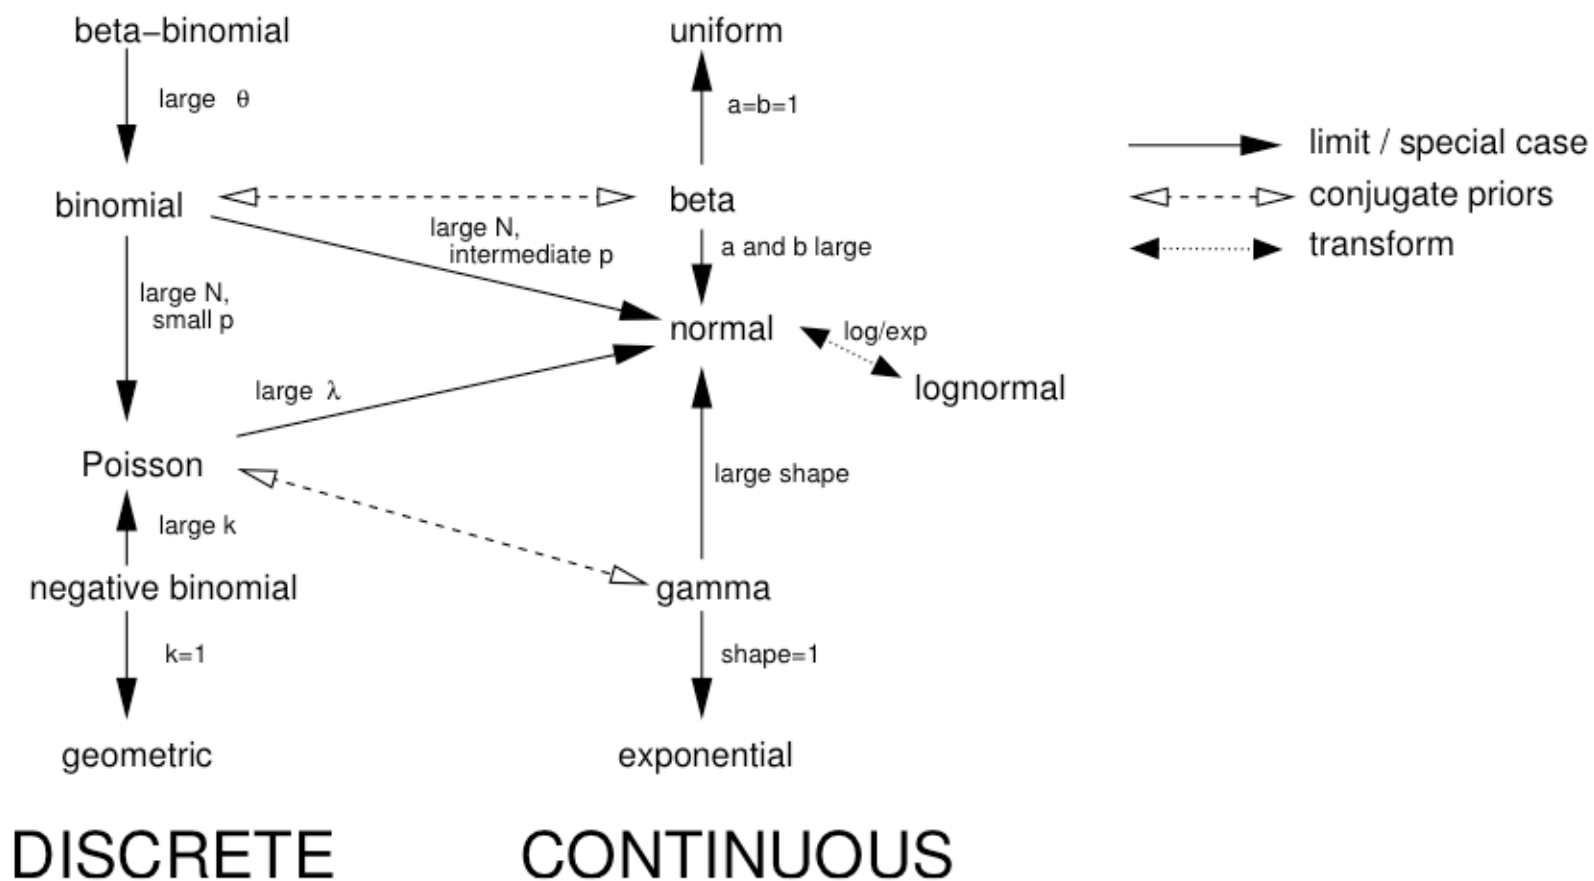 beta−binomial
uniform
large θ
a=b=1
limit / special case
conjugate priors
transform
binomial
beta
large N,
intermediate p
a and b large
large N,
small p
normal
log/exp
lognormal
large λ
Poisson
large shape
large k
negative binomial
gamma
k=1
shape=1
geometric
exponential
DISCRETE
CONTINUOUS